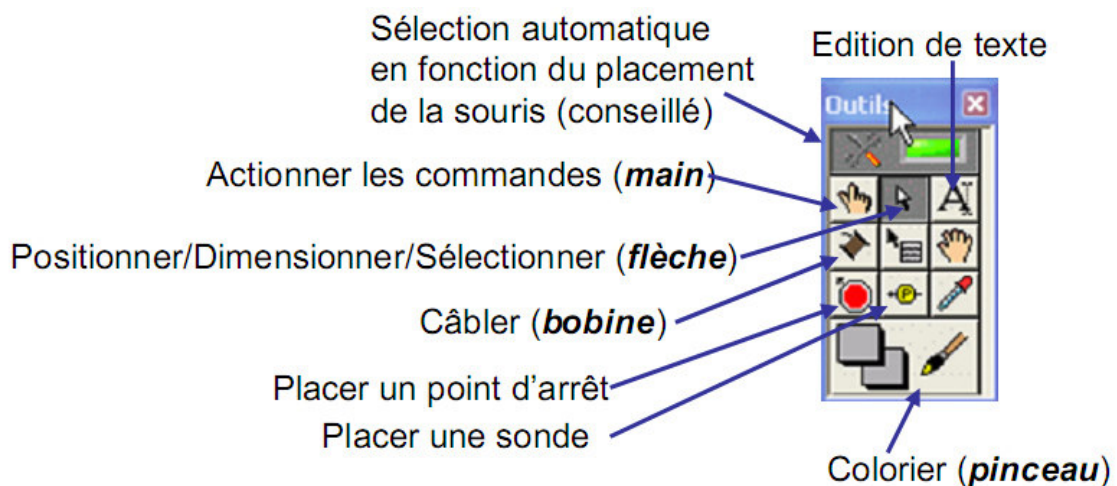 Sélection automatique
en fonction du placement
de la souris (conseillé)
Edition de texte
Outils
Actionner les commandes (main)
A
Positionner/Dimensionner/Sélectionner (flèche)
Câbler (bobine)
P
Placer un point d'arrêt
Placer une sonde
Colorier (pinceau)